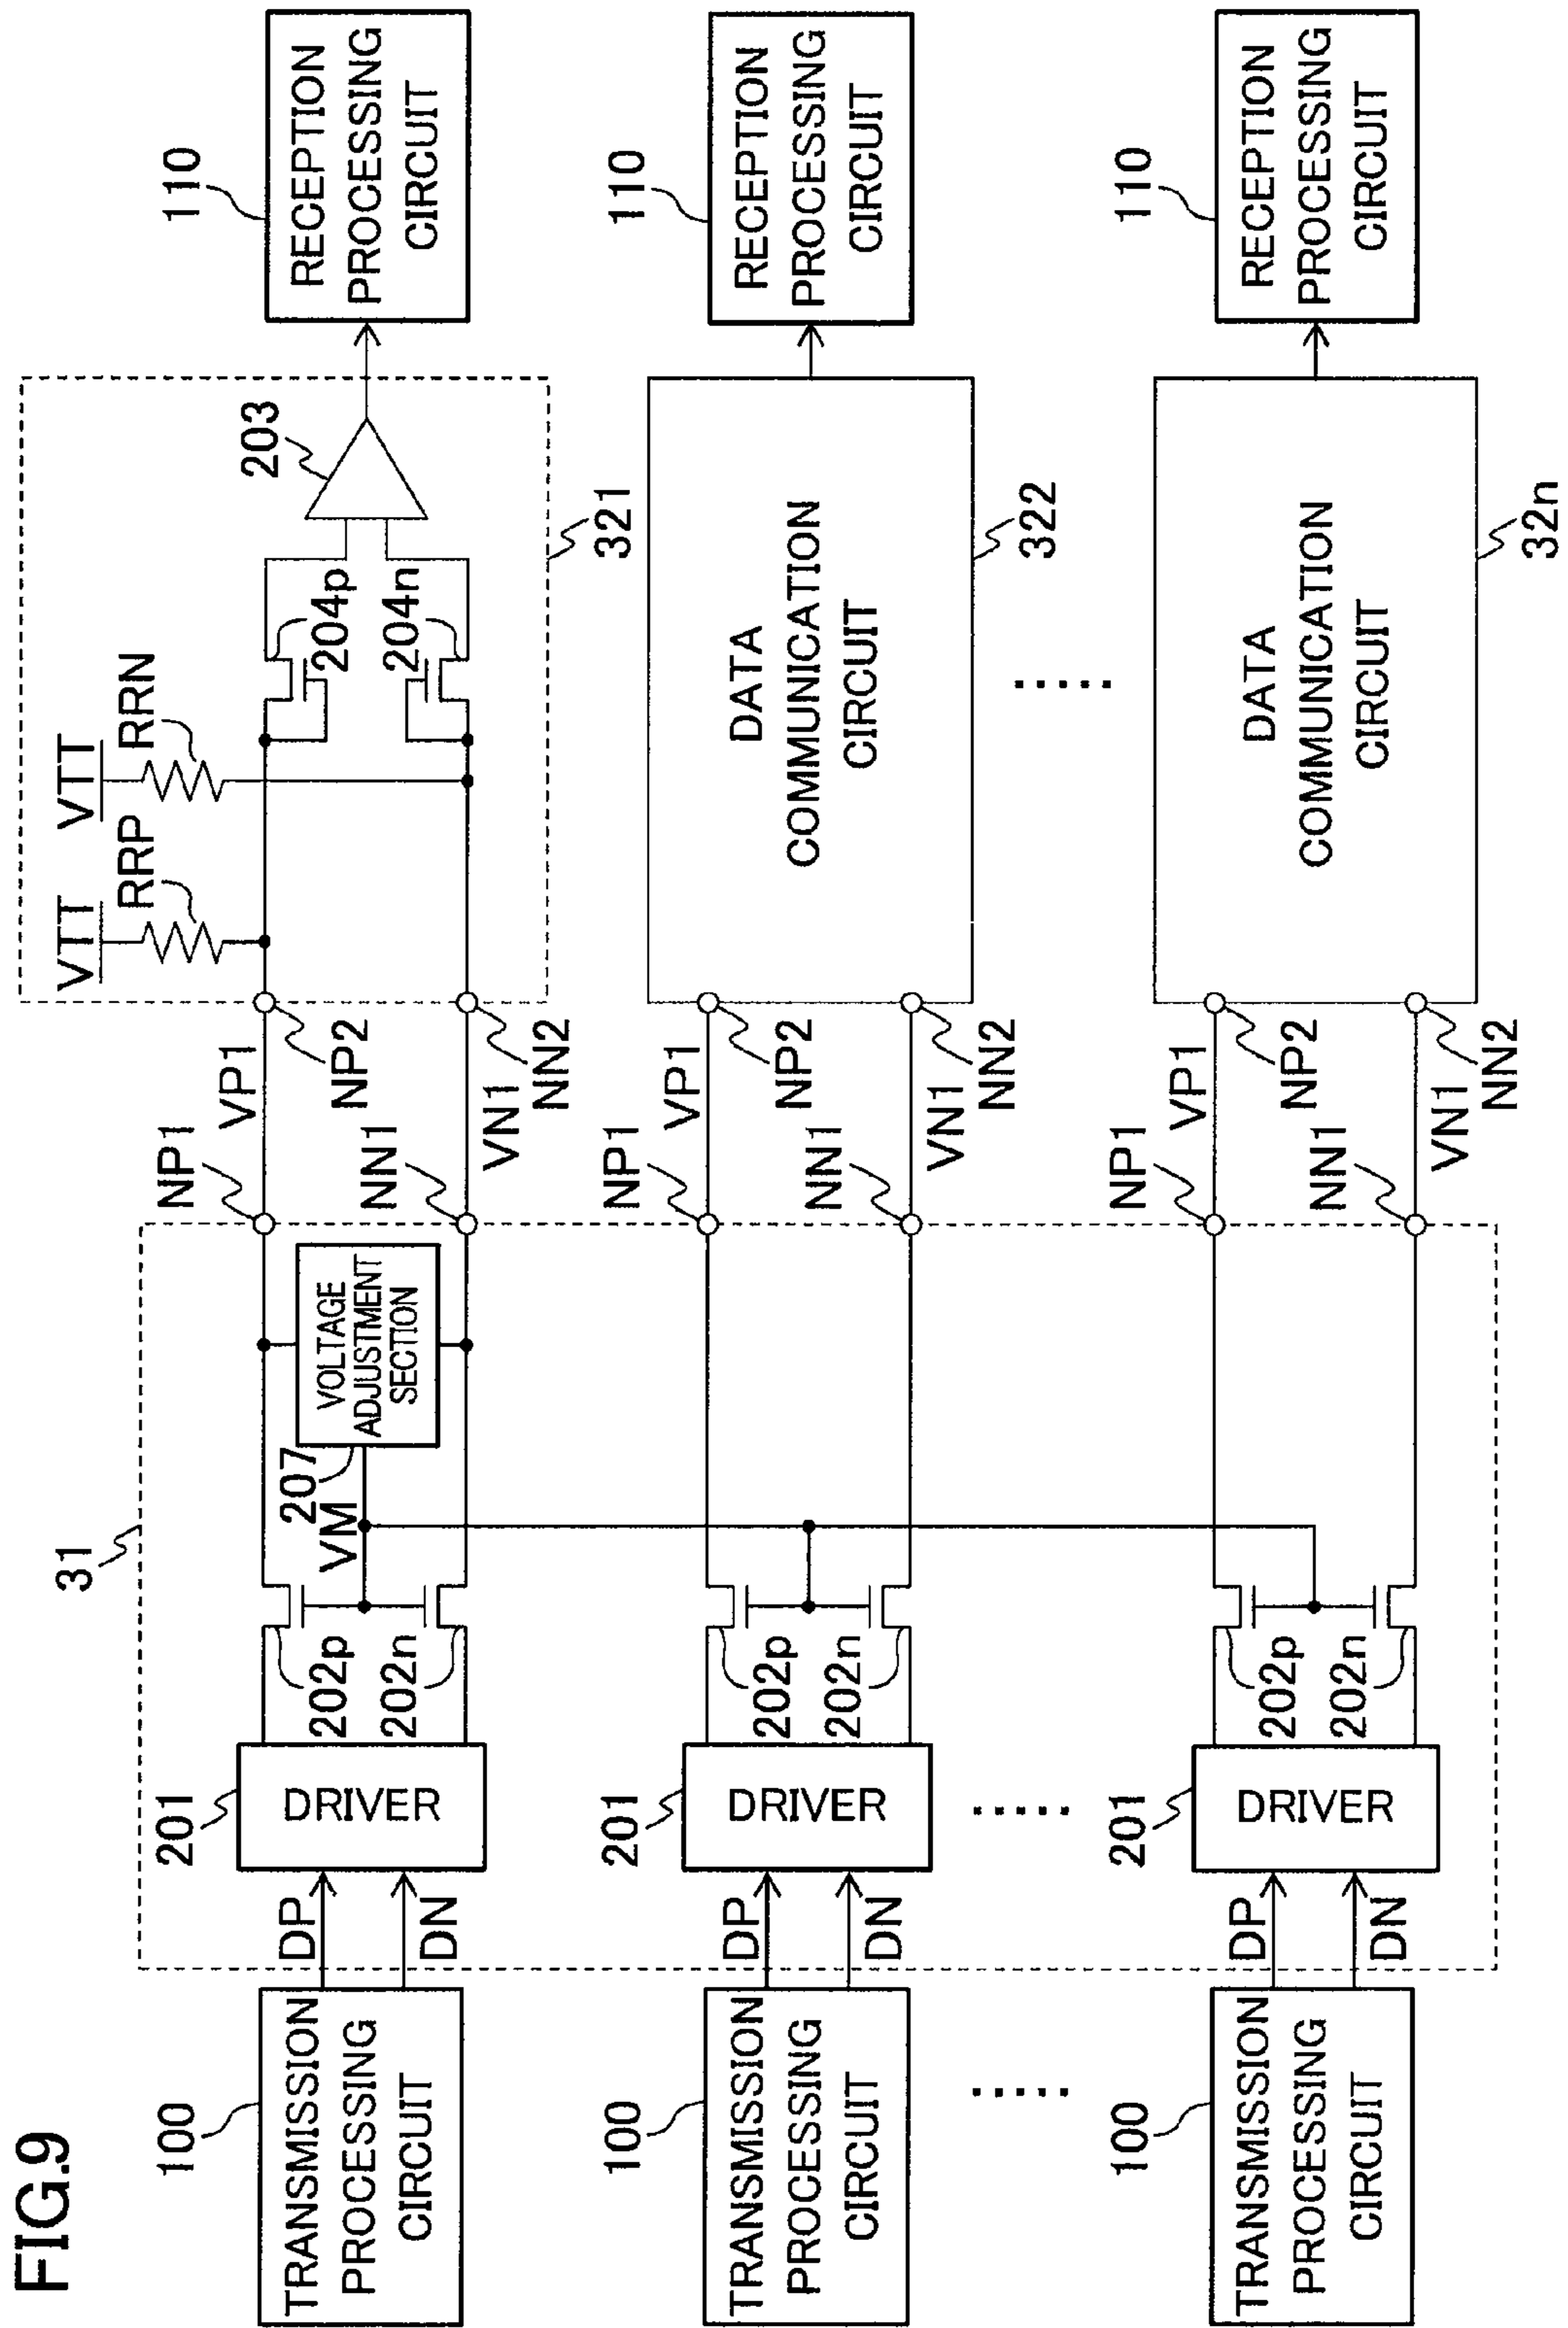 FIG.9
100
TRANSMISSION
PROCESSING
CIRCUIT
DP
DN
31
201
DRIVER
202p
202n
VM
207
VOLTAGE
ADJUSTMENT
SECTION
NP1
NN1
VP1
VN1
NP2
NN2
VTT
RRP
VTT
RRN
204p
204n
203
321
110
RECEPTION
PROCESSING
CIRCUIT
100
TRANSMISSION
PROCESSING
CIRCUIT
DP
DN
201
DRIVER
202p
202n
NP1
NN1
VP1
VN1
NP2
NN2
DATA
COMMUNICATION
CIRCUIT
322
110
RECEPTION
PROCESSING
CIRCUIT
.....
.....
.....
100
TRANSMISSION
PROCESSING
CIRCUIT
DP
DN
201
DRIVER
202p
202n
NP1
NN1
VP1
VN1
NP2
NN2
DATA
COMMUNICATION
CIRCUIT
32n
110
RECEPTION
PROCESSING
CIRCUIT